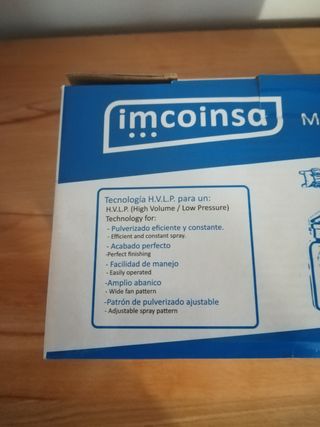 imcoinsa
M
Tecnología H.V.L.P. para un:
H.V.L.P. (High Volume / Low Pressure)
Technology for:
- Pulverizado eficiente y constante.
- Efficient and constant spray.
- Acabado perfecto
-Perfect finishing
- Facilidad de manejo
- Easily operated
-Amplio abanico
- Wide fan pattern
-Patrón de pulverizado ajustable
- Adjustable spray pattern